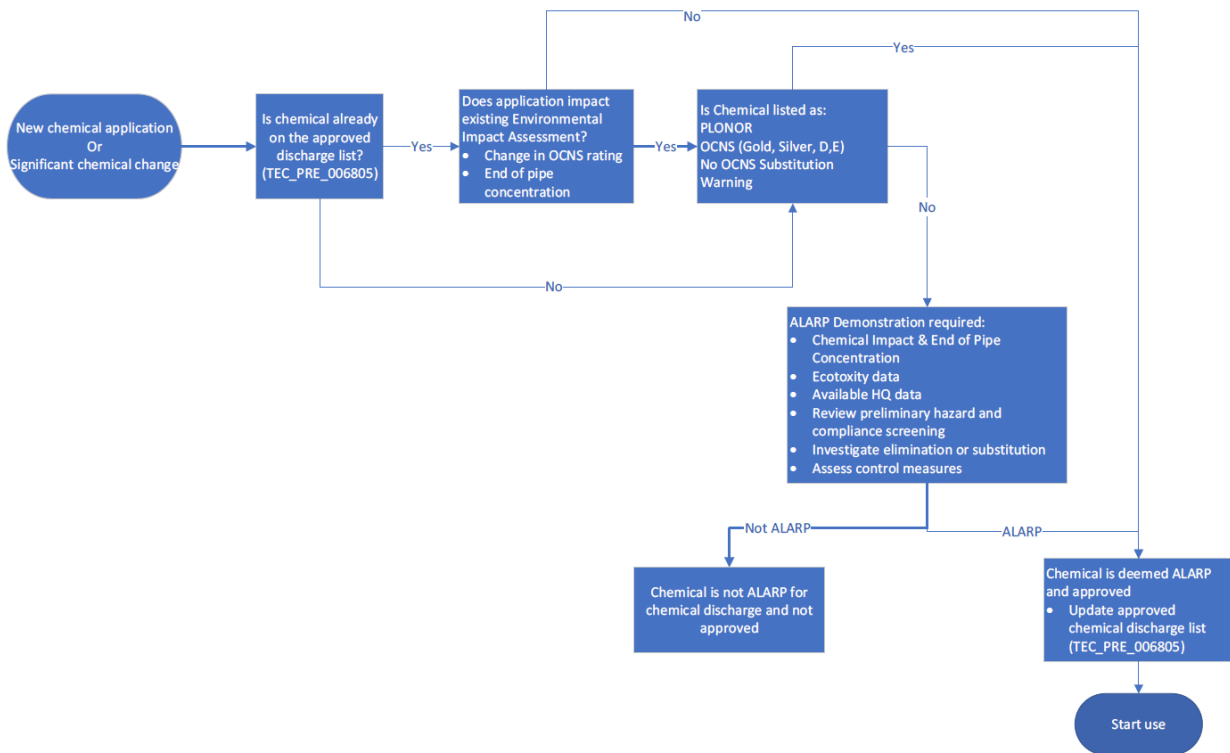 No
Yes
New chemical application
Or
Significant chemical change
Is chemical already
on the approved
discharge list?
(TEC_PRE_006805)
Yes
Does application impact
existing Environmental
Impact Assessment?
• Change in OCNS rating
• End of pipe
concentration
Yes
Is Chemical listed as:
PLONOR
OCNS (Gold, Silver, D,E)
No OCNS Substitution
Warning
No
No
ALARP Demonstration required:
• Chemical Impact & End of Pipe
Concentration
• Ecotoxity data
• Available HQ data
• Review preliminary hazard and
compliance screening
• Investigate elimination or substitution
• Assess control measures
Not ALARP
ALARP
Chemical is not ALARP for
chemical discharge and not
approved
Chemical is deemed ALARP
and approved
• Update approved
chemical discharge list
(TEC_PRE_006805)
Start use